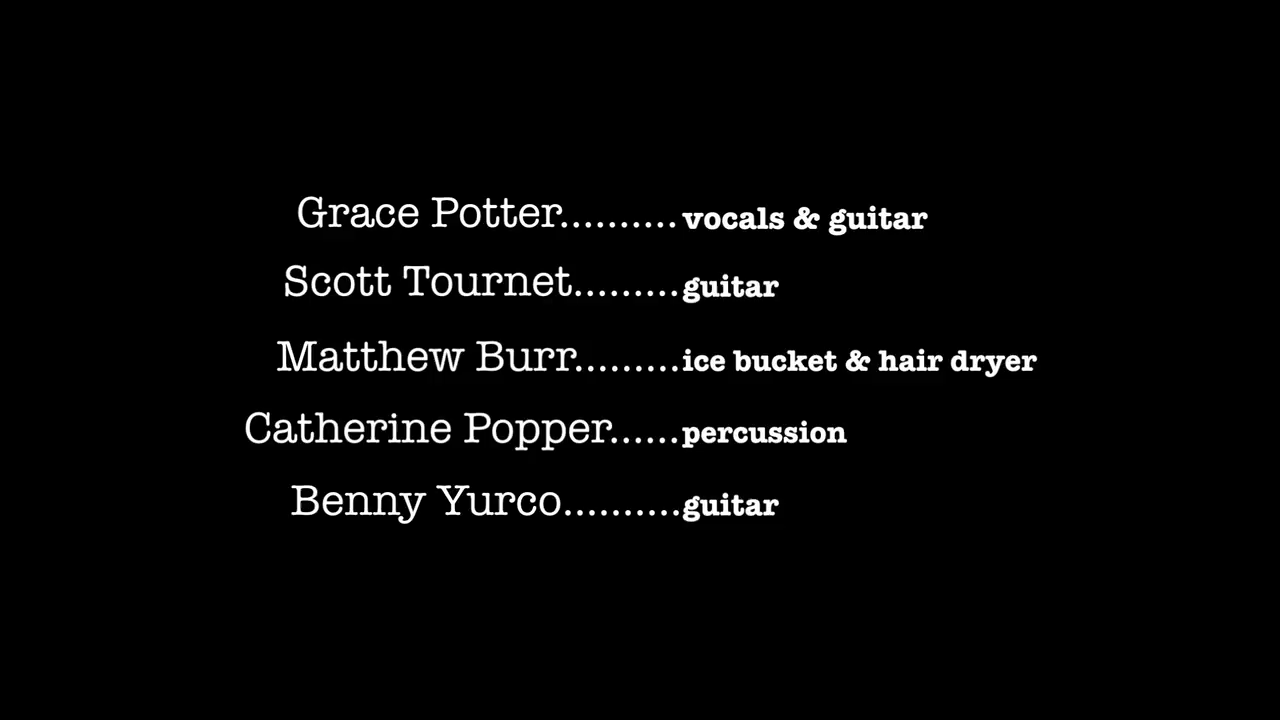 Grace Potter..........vocals & guitar
Scott Tournet.........guitar
Matthew Burr.........ice bucket & hair dryer
Catherine Popper......percussion
Benny Yurco..........guitar